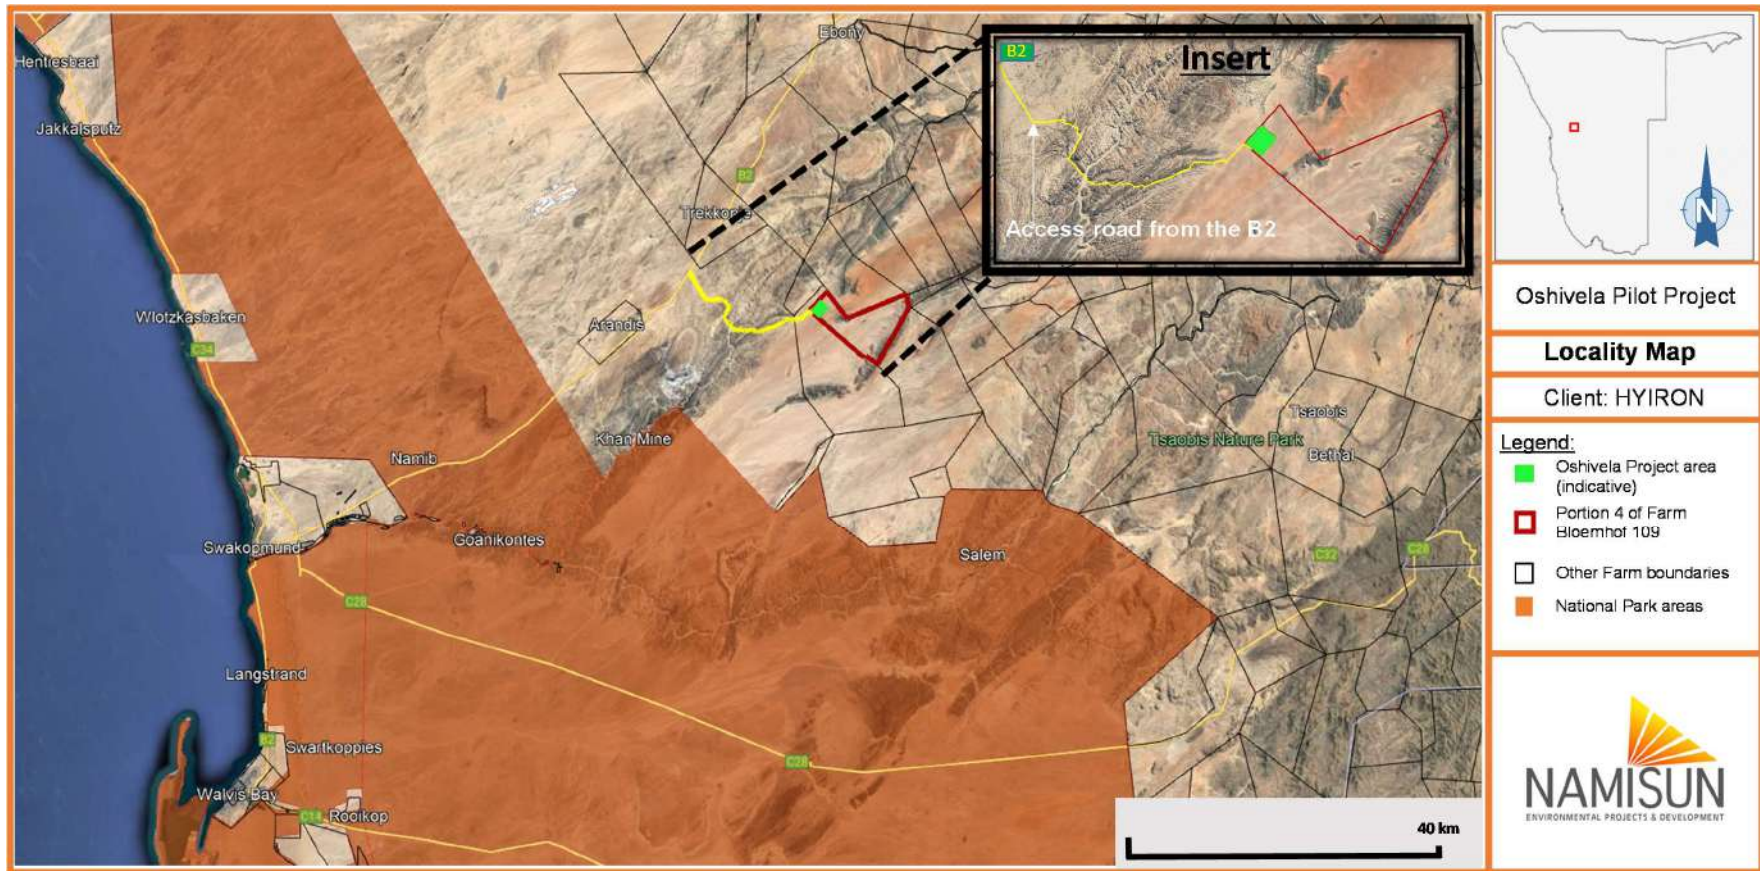 Hentiesbaai
Jakkalsputz
Wlotzkasbaken
C34
Ebony
B2
Trekkopje
Arandis
Khan Mine
Namib
Swakopmund
Goanikontes
Salem
C28
Tsaobis
Tsaobis Nature Park
Bethal
C32
C28
Langstrand
B2
Swartkoppies
C28
Walvis Bay
C14
Rooikop
40 km
B2
Insert
Access road from the B2
N
Oshivela Pilot Project
Locality Map
Client: HYIRON
Legend:
Oshivela Project area
(indicative)
Portion 4 of Farm
Bloemhof 109
Other Farm boundaries
National Park areas
NAMISUN
ENVIRONMENTAL PROJECTS & DEVELOPMENT